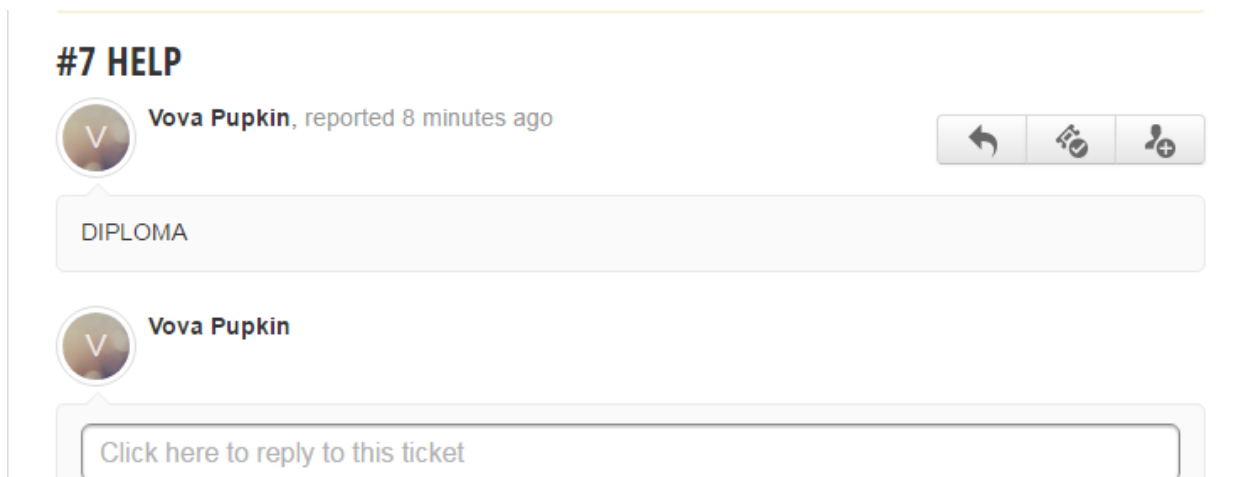 #7 HELP
V
Vova Pupkin, reported 8 minutes ago
DIPLOMA
V
Vova Pupkin
Click here to reply to this ticket